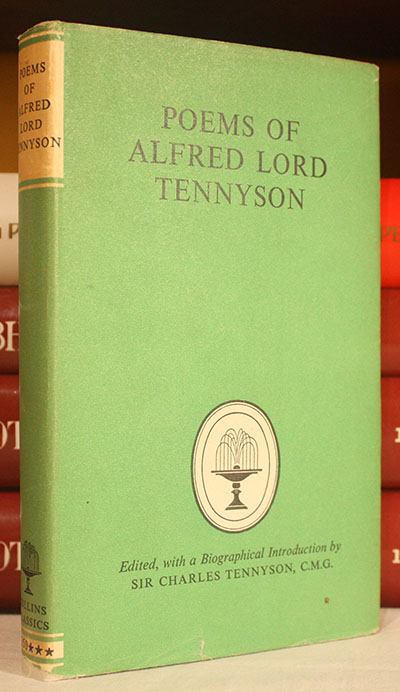 POEMS
OF
ALFRED
LORD
TENNYSON
POEMS OF
ALFRED LORD
TENNYSON
Edited, with a Biographical Introduction by
SIR CHARLES TENNYSON, C.M.G.